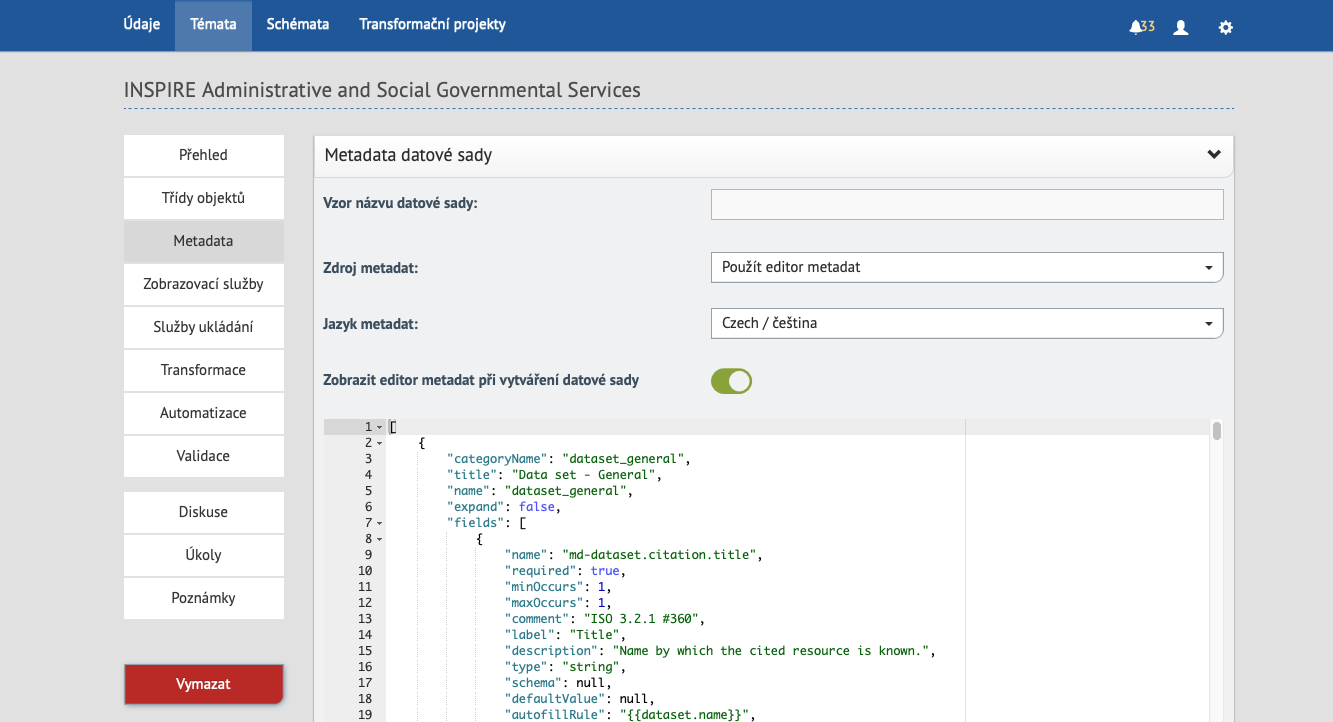 Údaje Témata Schémata Transformační projekty 33
INSPIRE Administrative and Social Governmental Services
Přehled
Třídy objektů
Metadata
Zobrazovací služby
Služby ukládání
Transformace
Automatizace
Validace
Diskuse
Úkoly
Poznámky
Vymazat
Metadata datové sady
Vzor názvu datové sady:
Zdroj metadat: Použít editor metadat
Jazyk metadat: Czech / čeština
Zobrazit editor metadat při vytváření datové sady
1 [
2 {
3 "categoryName": "dataset_general",
4 "title": "Data set - General",
5 "name": "dataset_general",
6 "expand": false,
7 "fields": [
8 {
9 "name": "md-dataset.citation.title",
10 "required": true,
11 "minOccurs": 1,
12 "maxOccurs": 1,
13 "comment": "ISO 3.2.1 #360",
14 "label": "Title",
15 "description": "Name by which the cited resource is known.",
16 "type": "string",
17 "schema": null,
18 "defaultValue": null,
19 "autofillRule": "{{dataset.name}}",